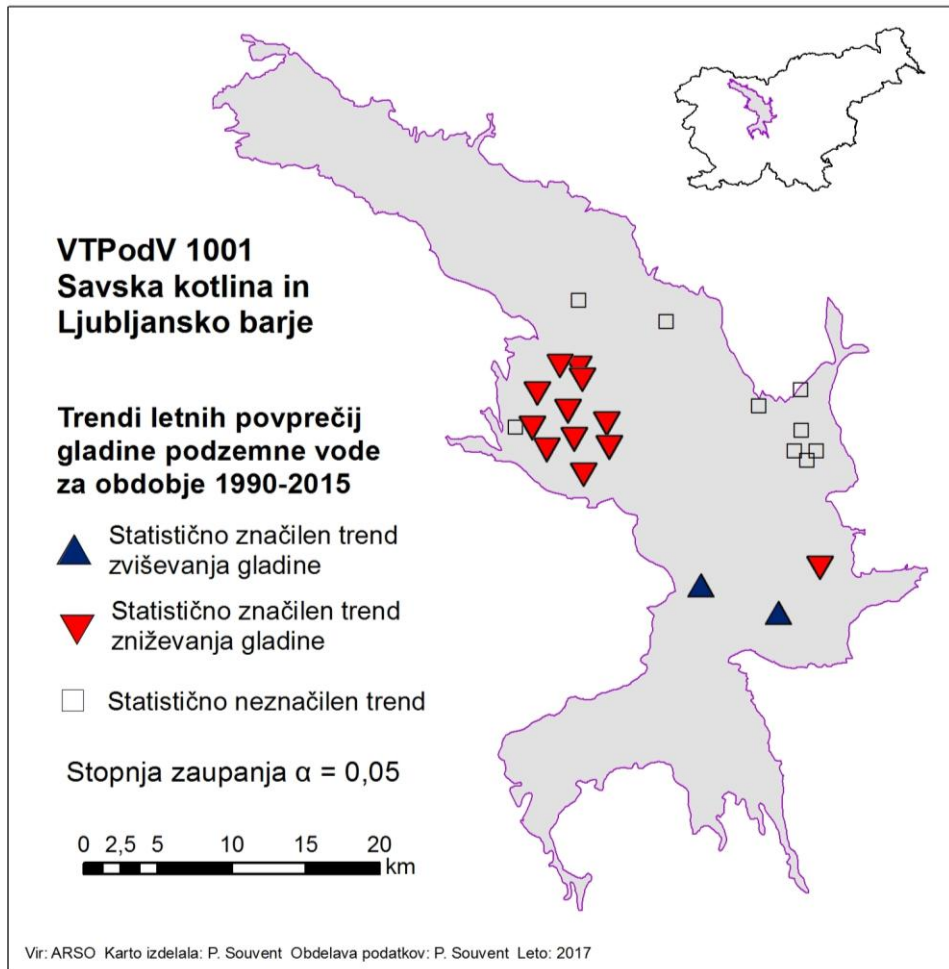 VTPodV 1001
Savska kotlina in
Ljubljansko barje
Trendi letnih povprečij
gladine podzemne vode
za obdobje 1990-2015
Statistično značilen trend
zviševanja gladine
Statistično značilen trend
zniževanja gladine
Statistično neznačilen trend
Stopnja zaupanja α = 0,05
0 2,5 5 10 15 20
km
Vir: ARSO Karto izdelala: P. Souvent Obdelava podatkov: P. Souvent Leto: 2017